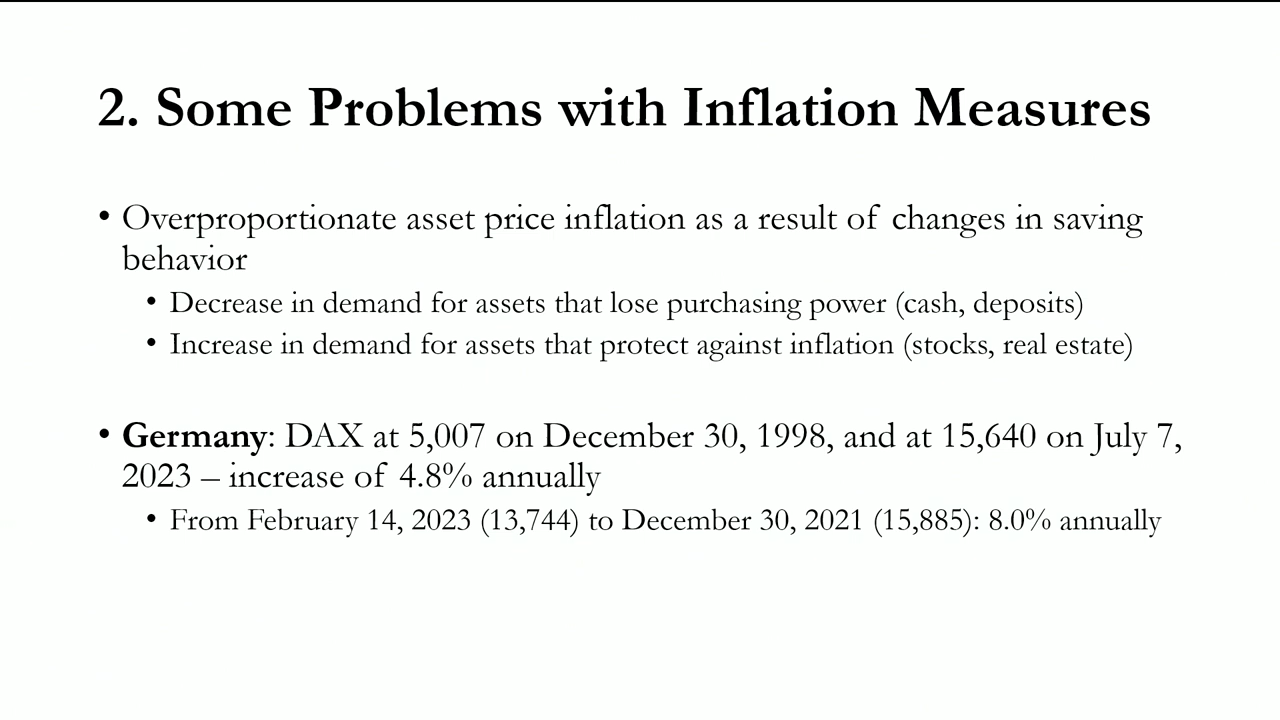 2. Some Problems with Inflation Measures
• Overproportionate asset price inflation as a result of changes in saving
behavior
• Decrease in demand for assets that lose purchasing power (cash, deposits)
• Increase in demand for assets that protect against inflation (stocks, real estate)
• Germany: DAX at 5,007 on December 30, 1998, and at 15,640 on July 7,
2023 – increase of 4.8% annually
• From February 14, 2023 (13,744) to December 30, 2021 (15,885): 8.0% annually